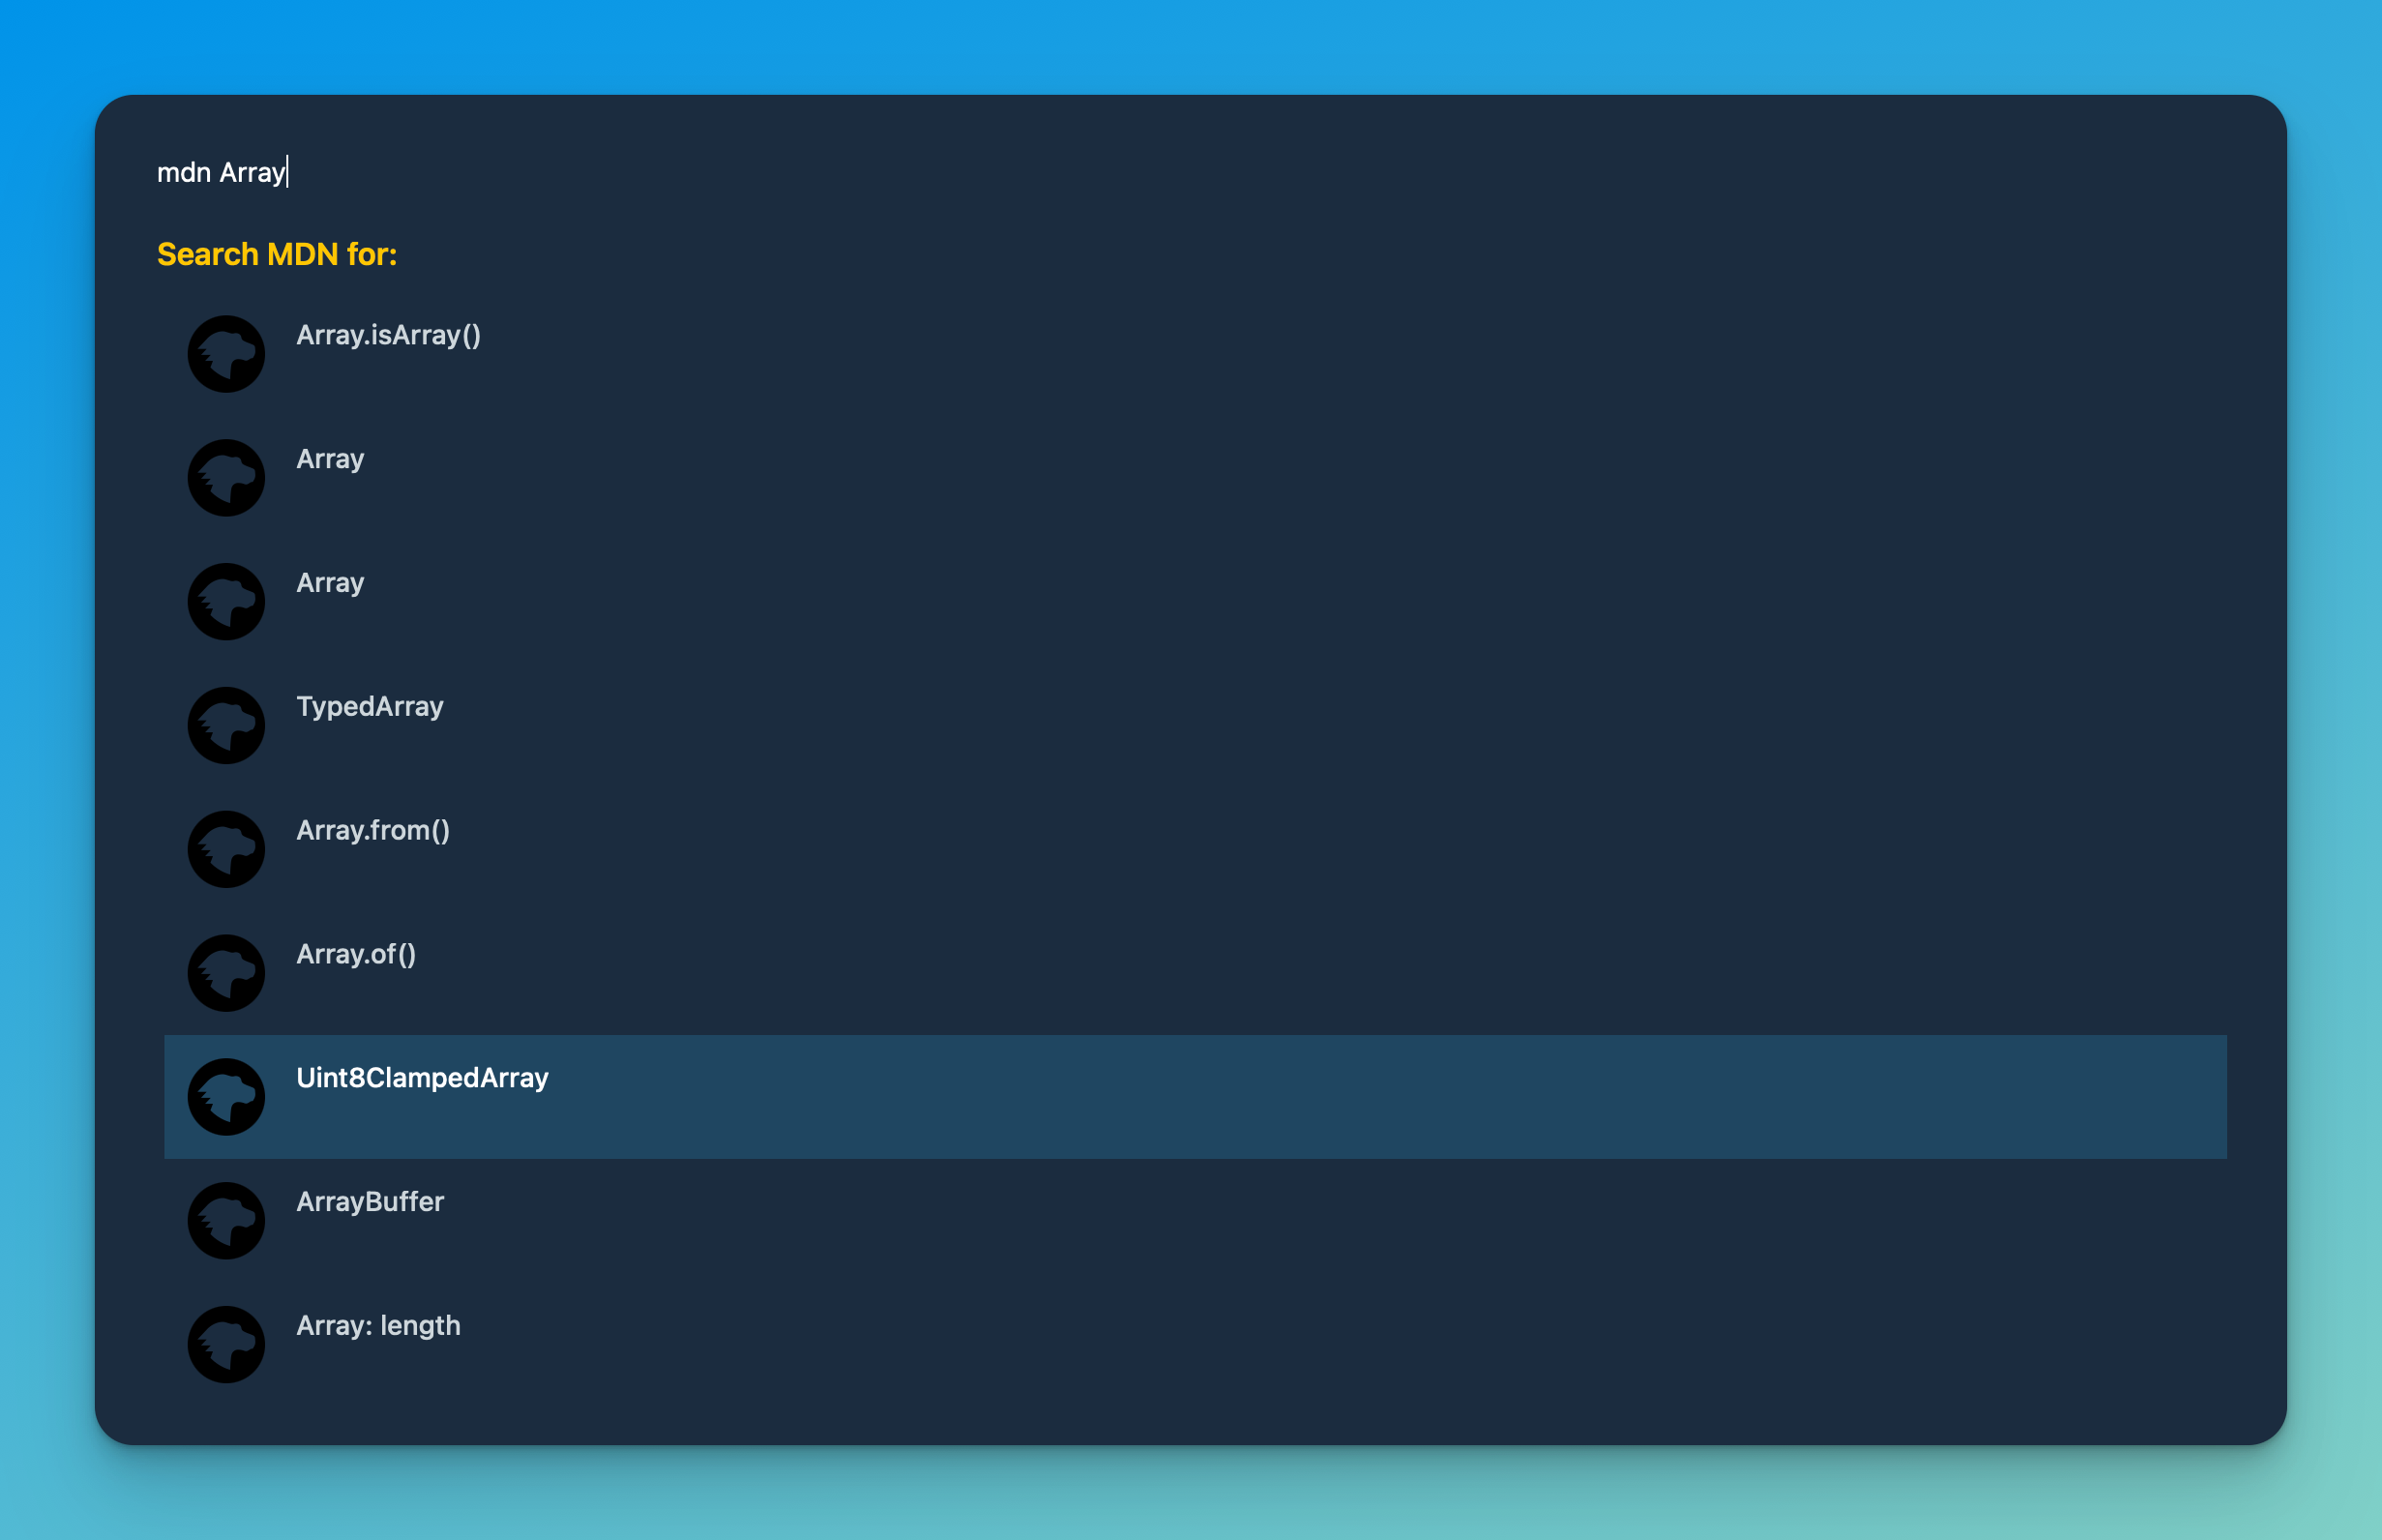 mdn Array
Search MDN for:
Array.isArray()
Array
Array
TypedArray
Array.from()
Array.of()
Uint8ClampedArray
ArrayBuffer
Array: length